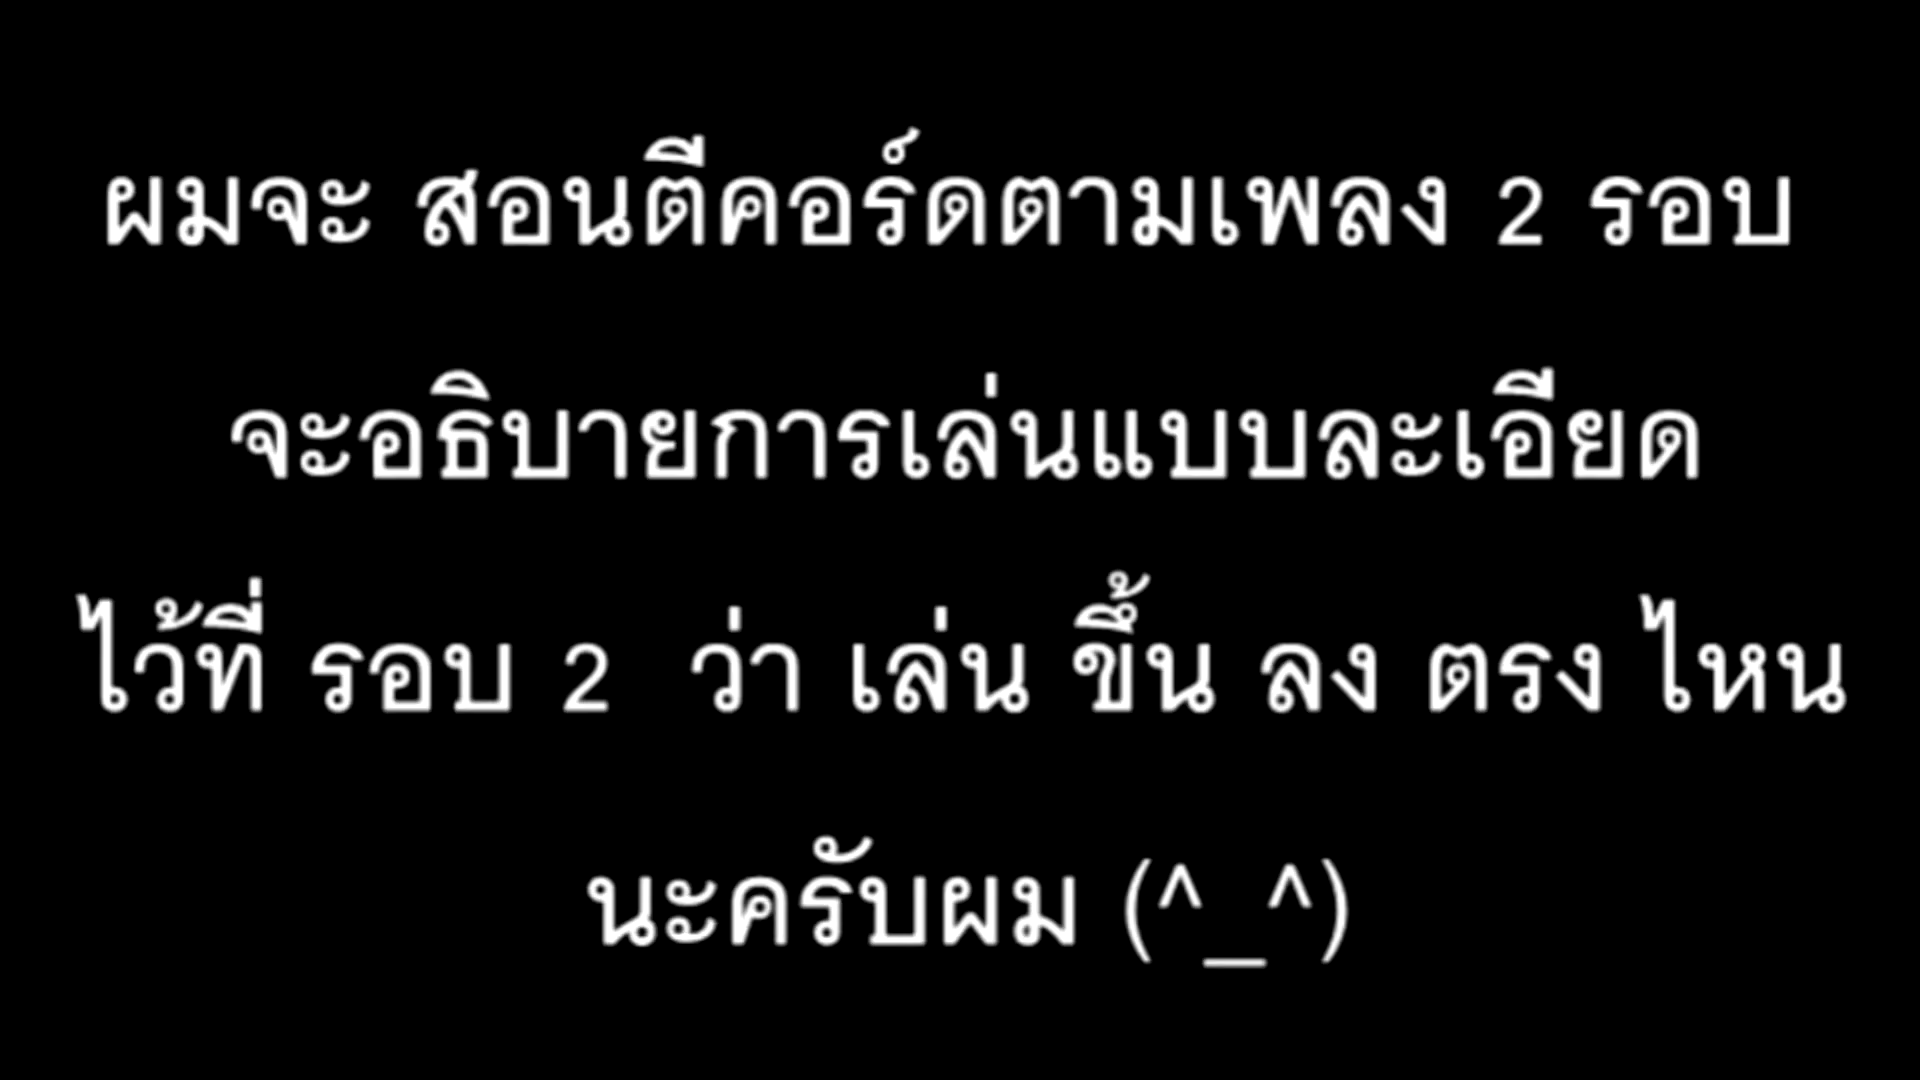 ผมจะ สอนตีคอร์ดตามเพลง 2 รอบ
จะอธิบายการเล่นแบบละเอียด
ไว้ที่ รอบ 2 ว่า เล่น ขึ้น ลง ตรง ไหน
นะครับผม (^_^)